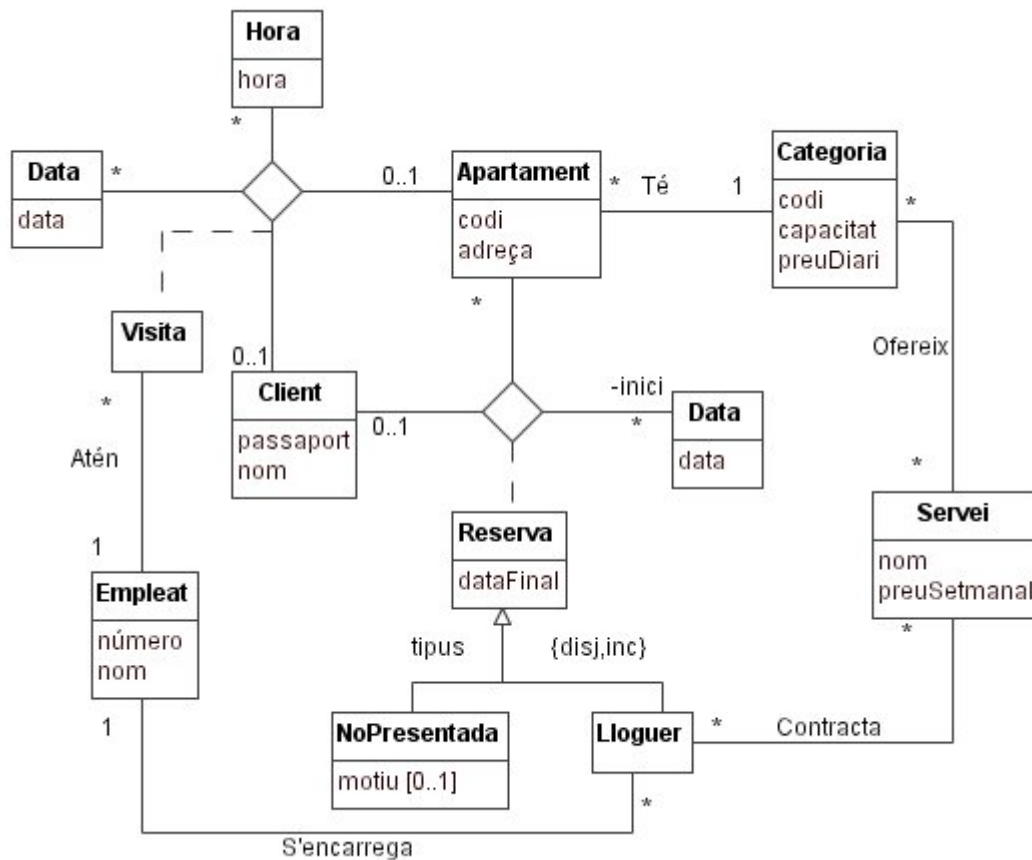 Hora
hora
*
Data
data
*
0..1
Apartament
codi
adreça
*
Té
1
Categoria
codi
capacitat
preuDiari
*
*
Visita
0..1
Ofereix
Client
passaport
nom
0..1
-inici
*
Data
data
*
Atén
1
*
Reserva
dataFinal
Servei
nom
preuSetmanal
*
Empleat
número
nom
1
tipus
{disj,inc}
NoPresentada
motiu [0..1]
Lloguer
*
Contracta
*
S'encarrega